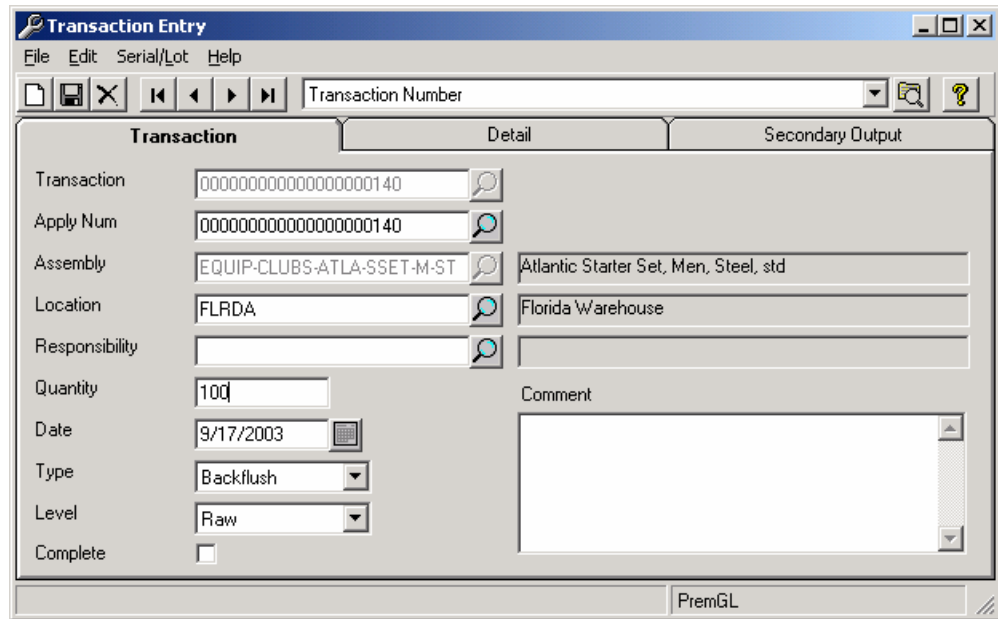 Transaction Entry
File Edit Serial/Lot Help
Transaction Number
Transaction Detail Secondary Output
Transaction 000000000000000000140
Apply Num 000000000000000000140
Assembly EQUIP-CLUBS-ATLA-SSET-M-ST Atlantic Starter Set, Men, Steel, std
Location FLRDA Florida Warehouse
Responsibility
Quantity 100 Comment
Date 9/17/2003
Type Backflush
Level Raw
Complete
PremGL